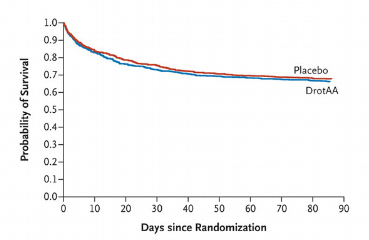 1.0
0.9
0.8
0.7
0.6
0.5
0.4
0.3
0.2
0.1
0.0
Probability of Survival
Placebo
DrotAA
0 10 20 30 40 50 60 70 80 90
Days since Randomization